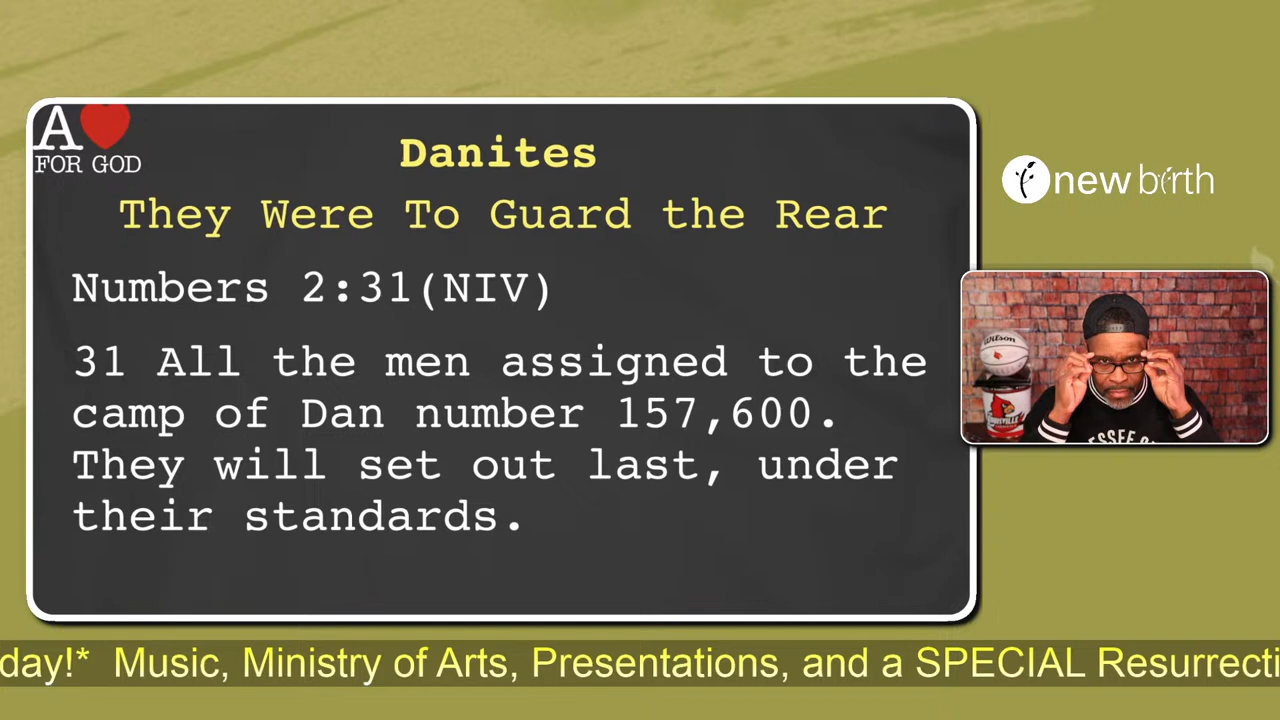 A
FOR GOD
Danites
They Were To Guard the Rear
Numbers 2:31(NIV)
31 All the men assigned to the
camp of Dan number 157,600.
They will set out last, under
their standards.
new birth
Wilson
day!* Music, Ministry of Arts, Presentations, and a SPECIAL Resurrecti